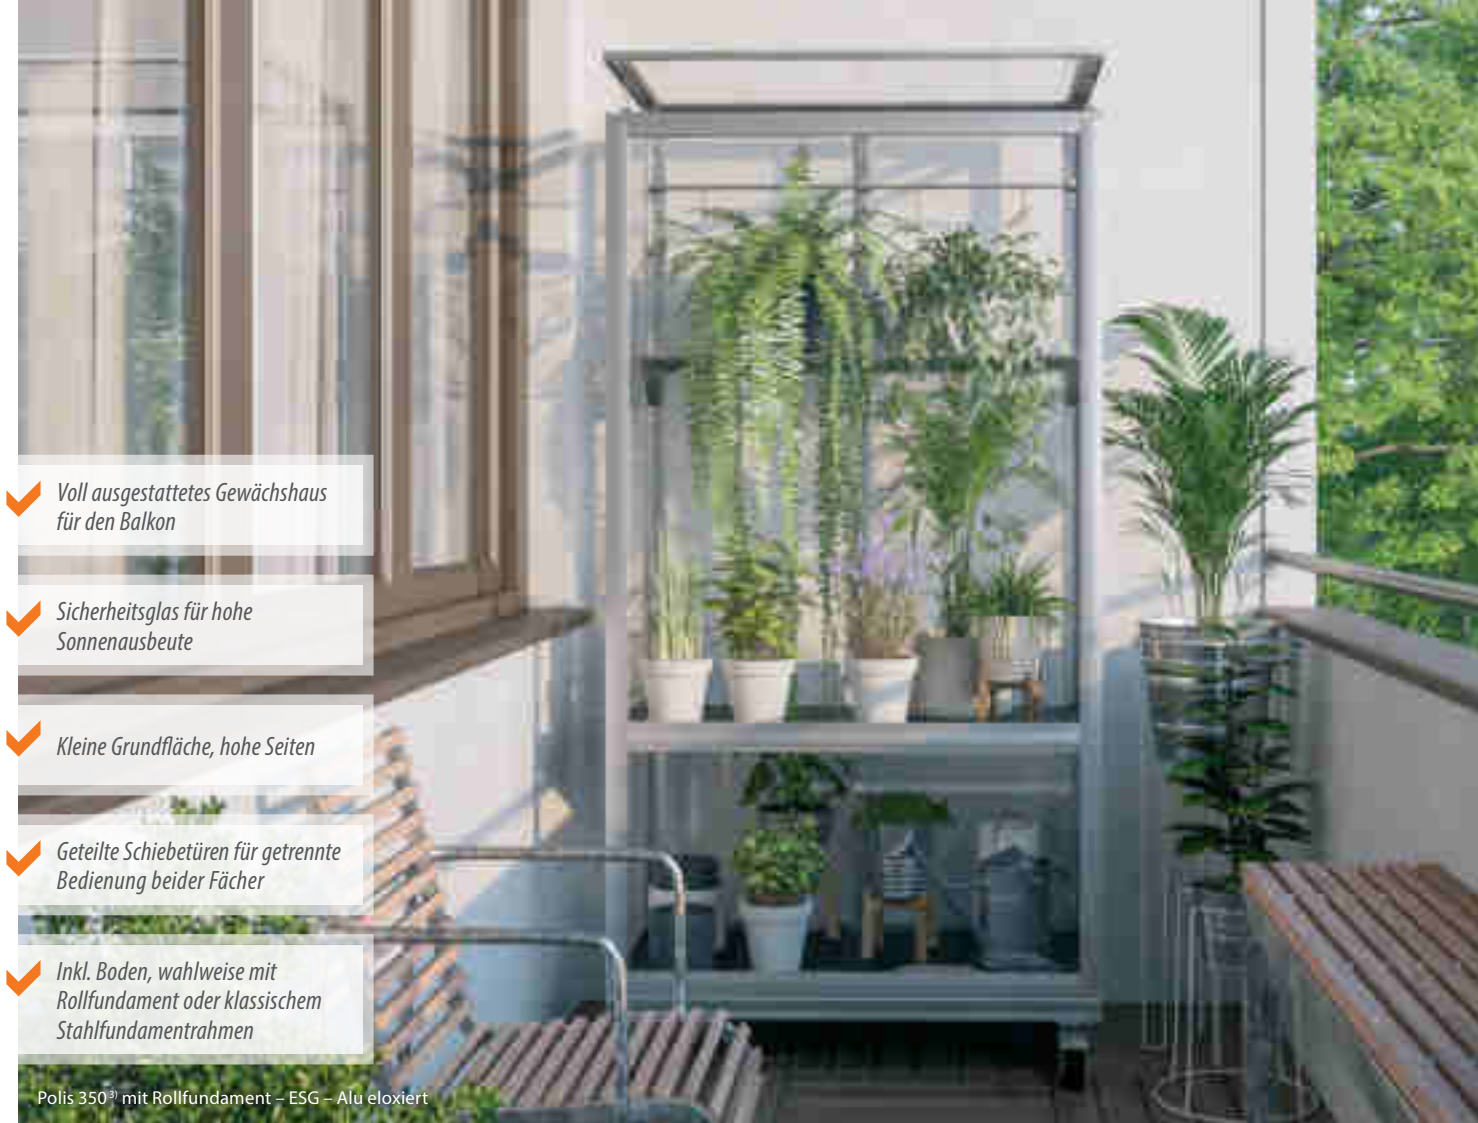 Voll ausgestattetes Gewächshaus
für den Balkon
Sicherheitsglas für hohe
Sonnenausbeute
Kleine Grundfläche, hohe Seiten
Geteilte Schiebetüren für getrennte
Bedienung beider Fächer
Inkl. Boden, wahlweise mit
Rollfundament oder klassischem
Stahlfundamentrahmen
Polis 350³⁾ mit Rollfundament – ESG – Alu eloxiert